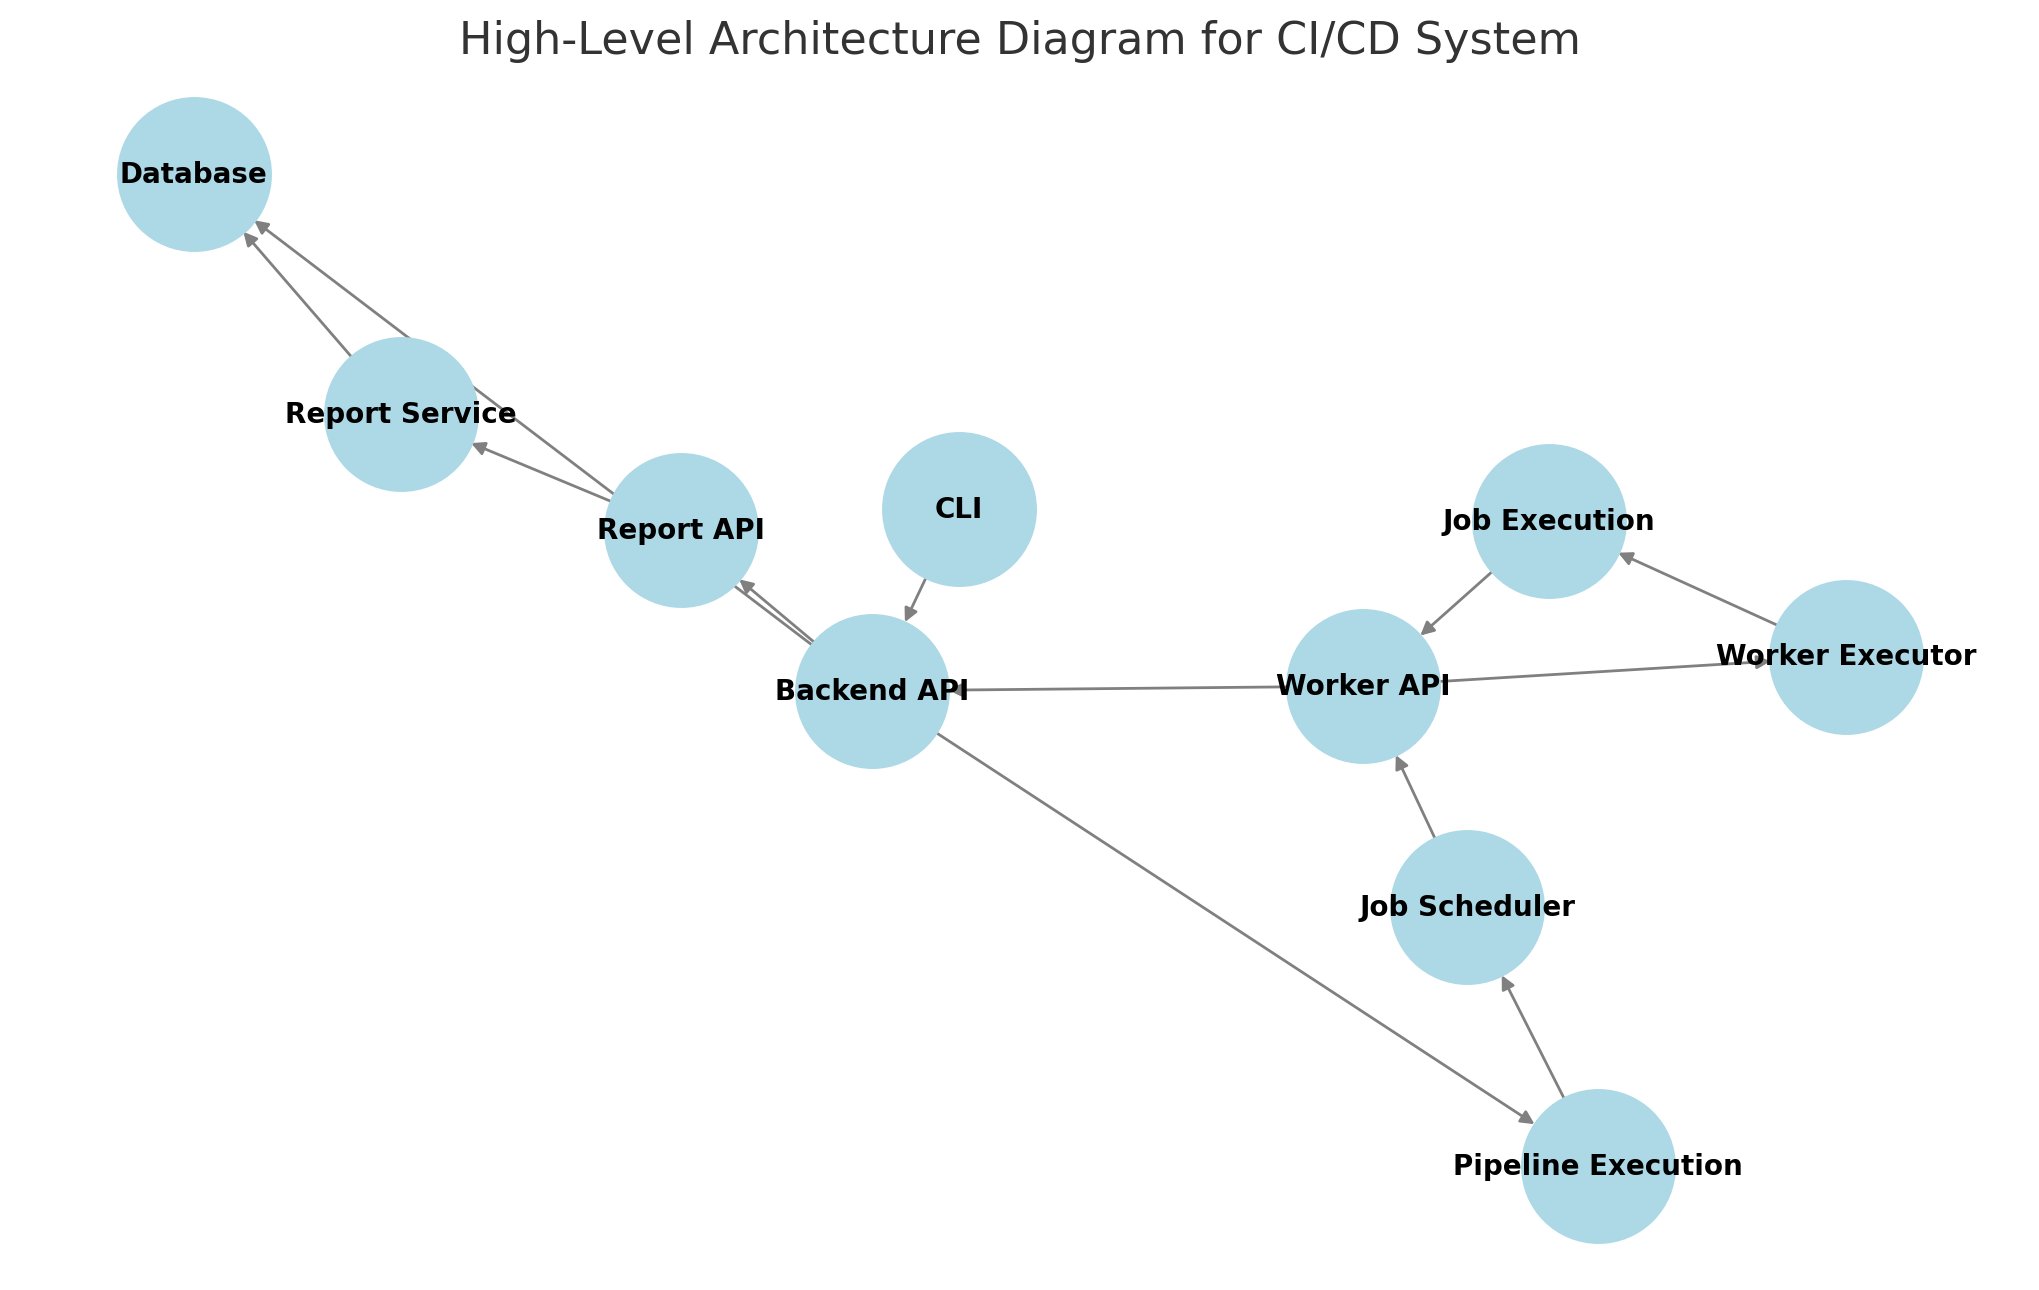 High-Level Architecture Diagram for CI/CD System
Database
Report Service
Report API
CLI
Job Execution
Backend API
Worker API
Worker Executor
Job Scheduler
Pipeline Execution